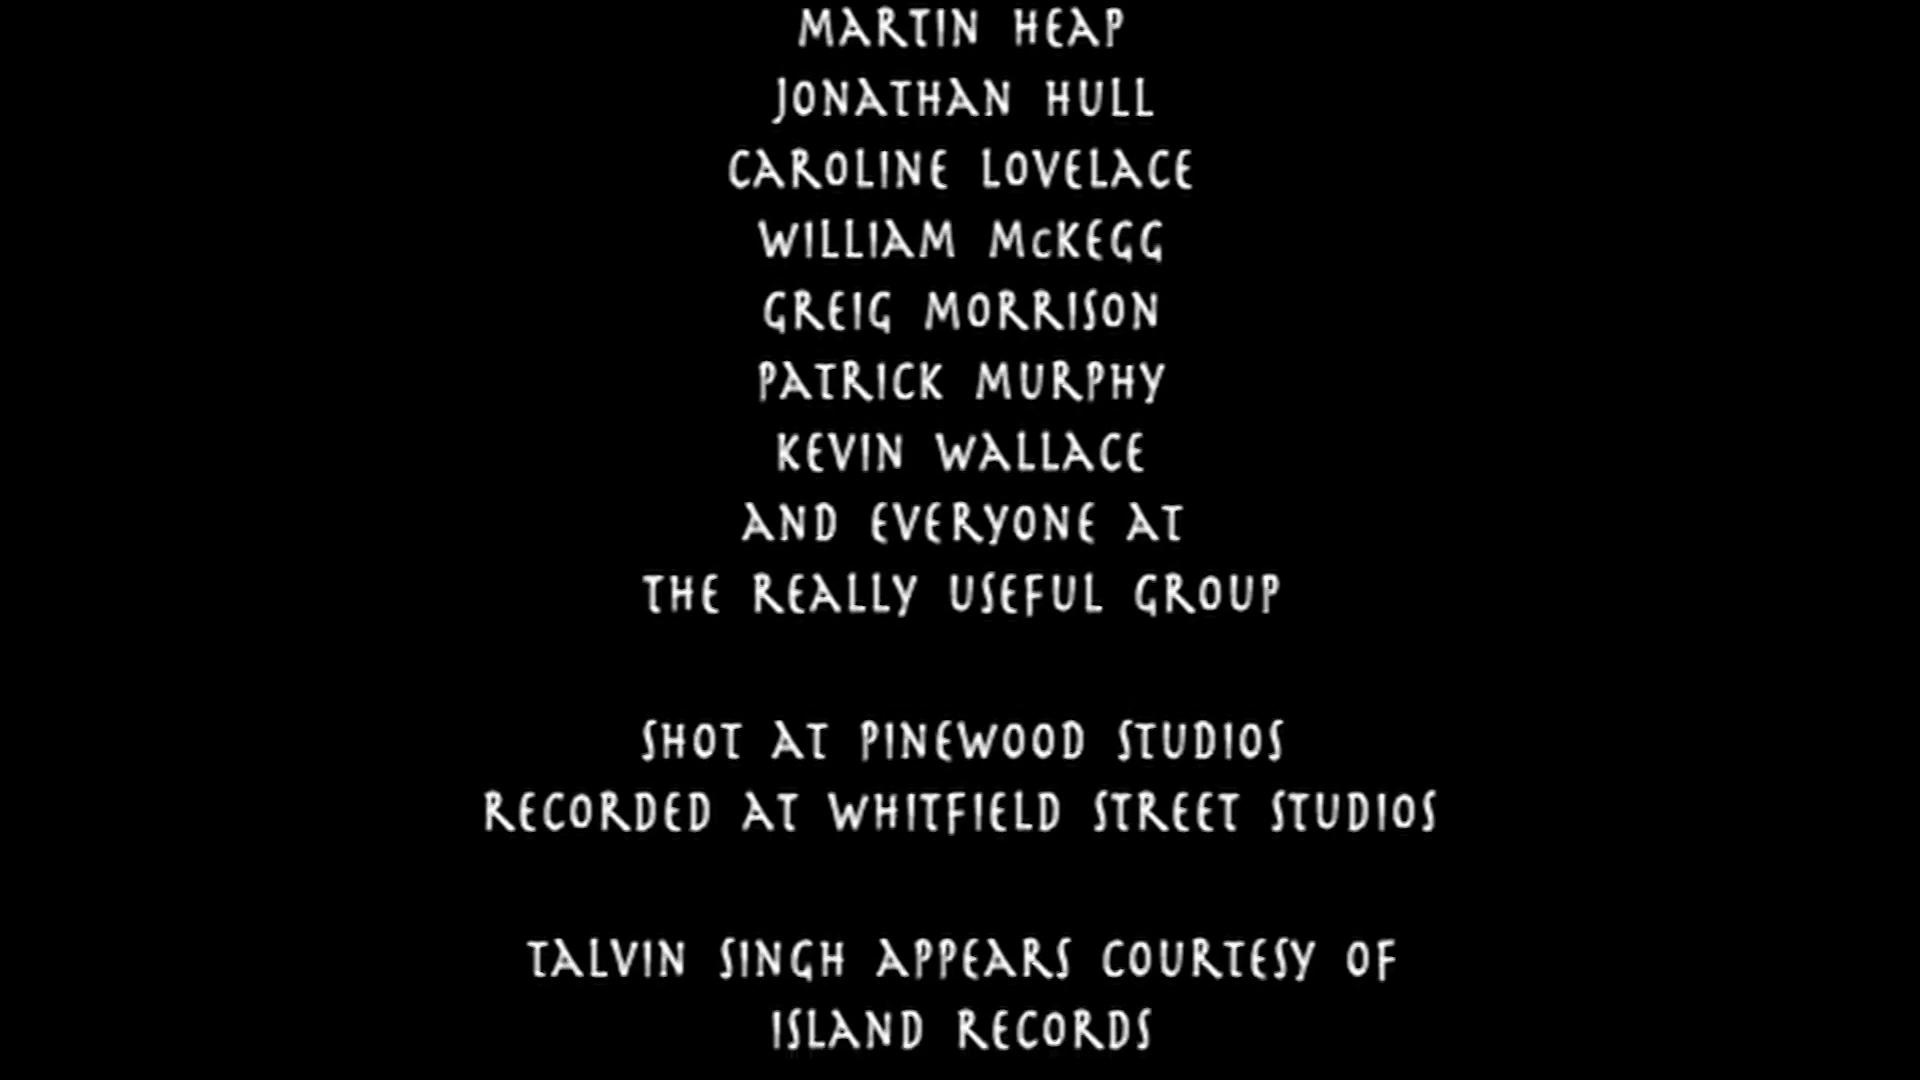 MARTIN HEAP
JONATHAN HULL
CAROLINE LOVELACE
WILLIAM McKEGG
GREIG MORRISON
PATRICK MURPHY
KEVIN WALLACE
AND EVERYONE AT
THE REALLY USEFUL GROUP
SHOT AT PINEWOOD STUDIOS
RECORDED AT WHITFIELD STREET STUDIOS
TALVIN SINGH APPEARS COURTESY OF
ISLAND RECORDS